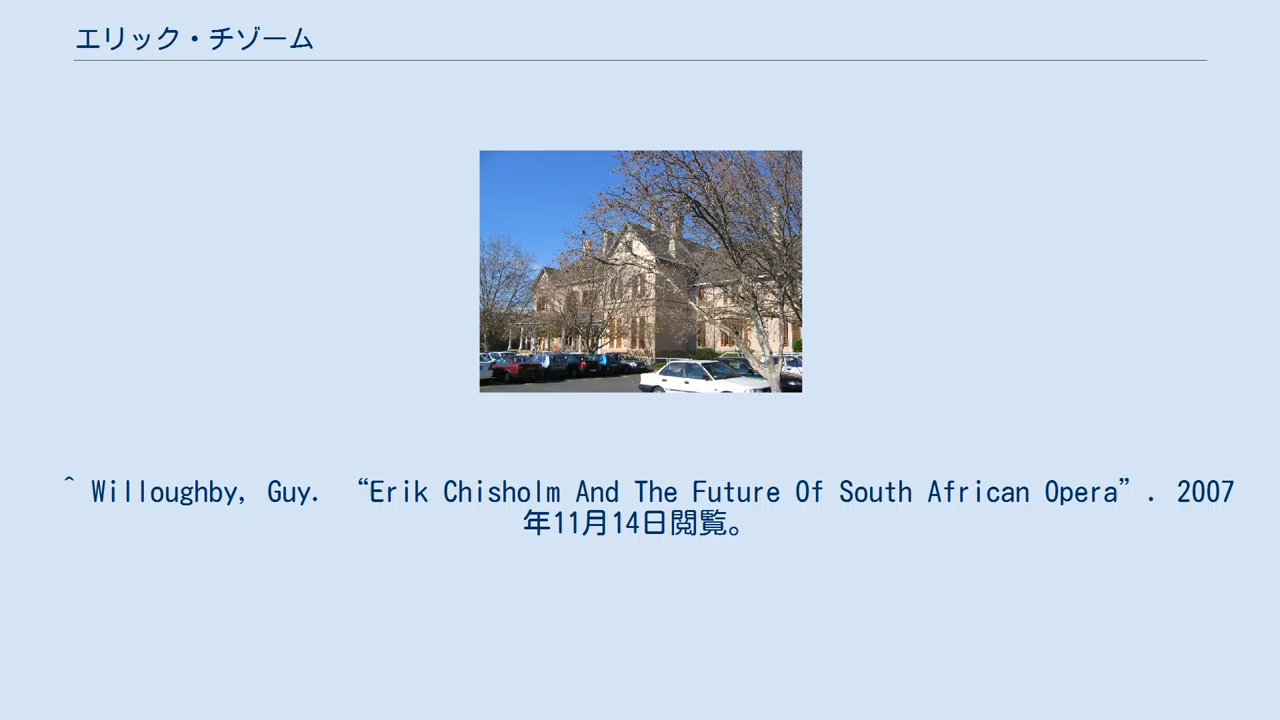 エリック・チゾーム
^ Willoughby, Guy. “Erik Chisholm And The Future Of South African Opera”. 2007
年11月14日閲覧。